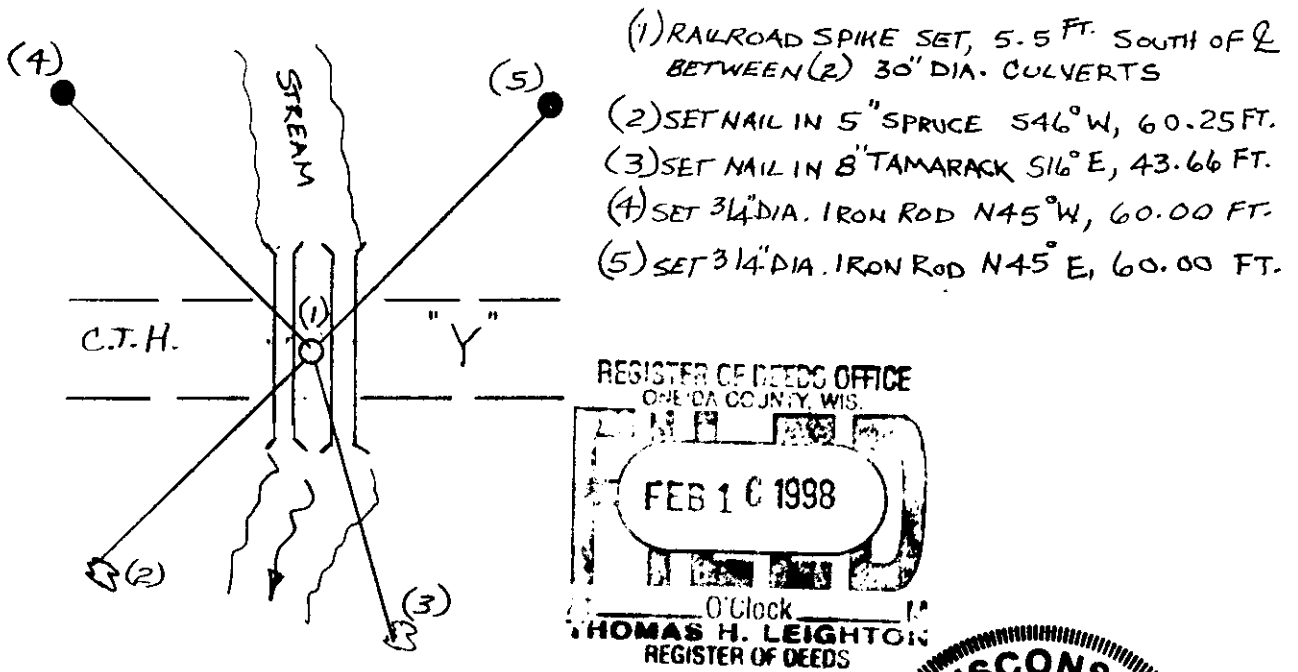 (1) RAILROAD SPIKE SET, 5.5 FT. SOUTH OF ℄
BETWEEN (2) 30" DIA. CULVERTS
(2) SET NAIL IN 5" SPRUCE S46°W, 60.25 FT.
(3) SET NAIL IN 8" TAMARACK S16°E, 43.66 FT.
(4) SET 3/4" DIA. IRON ROD N45°W, 60.00 FT.
(5) SET 3/4" DIA. IRON ROD N45°E, 60.00 FT.
(4)
(5)
STREAM
(1)
C.T.H. "Y"
(2)
(3)
REGISTER OF DEEDS OFFICE
ONEIDA COUNTY, WIS.
FEB 10 1998
O'Clock M
THOMAS H. LEIGHTON
REGISTER OF DEEDS